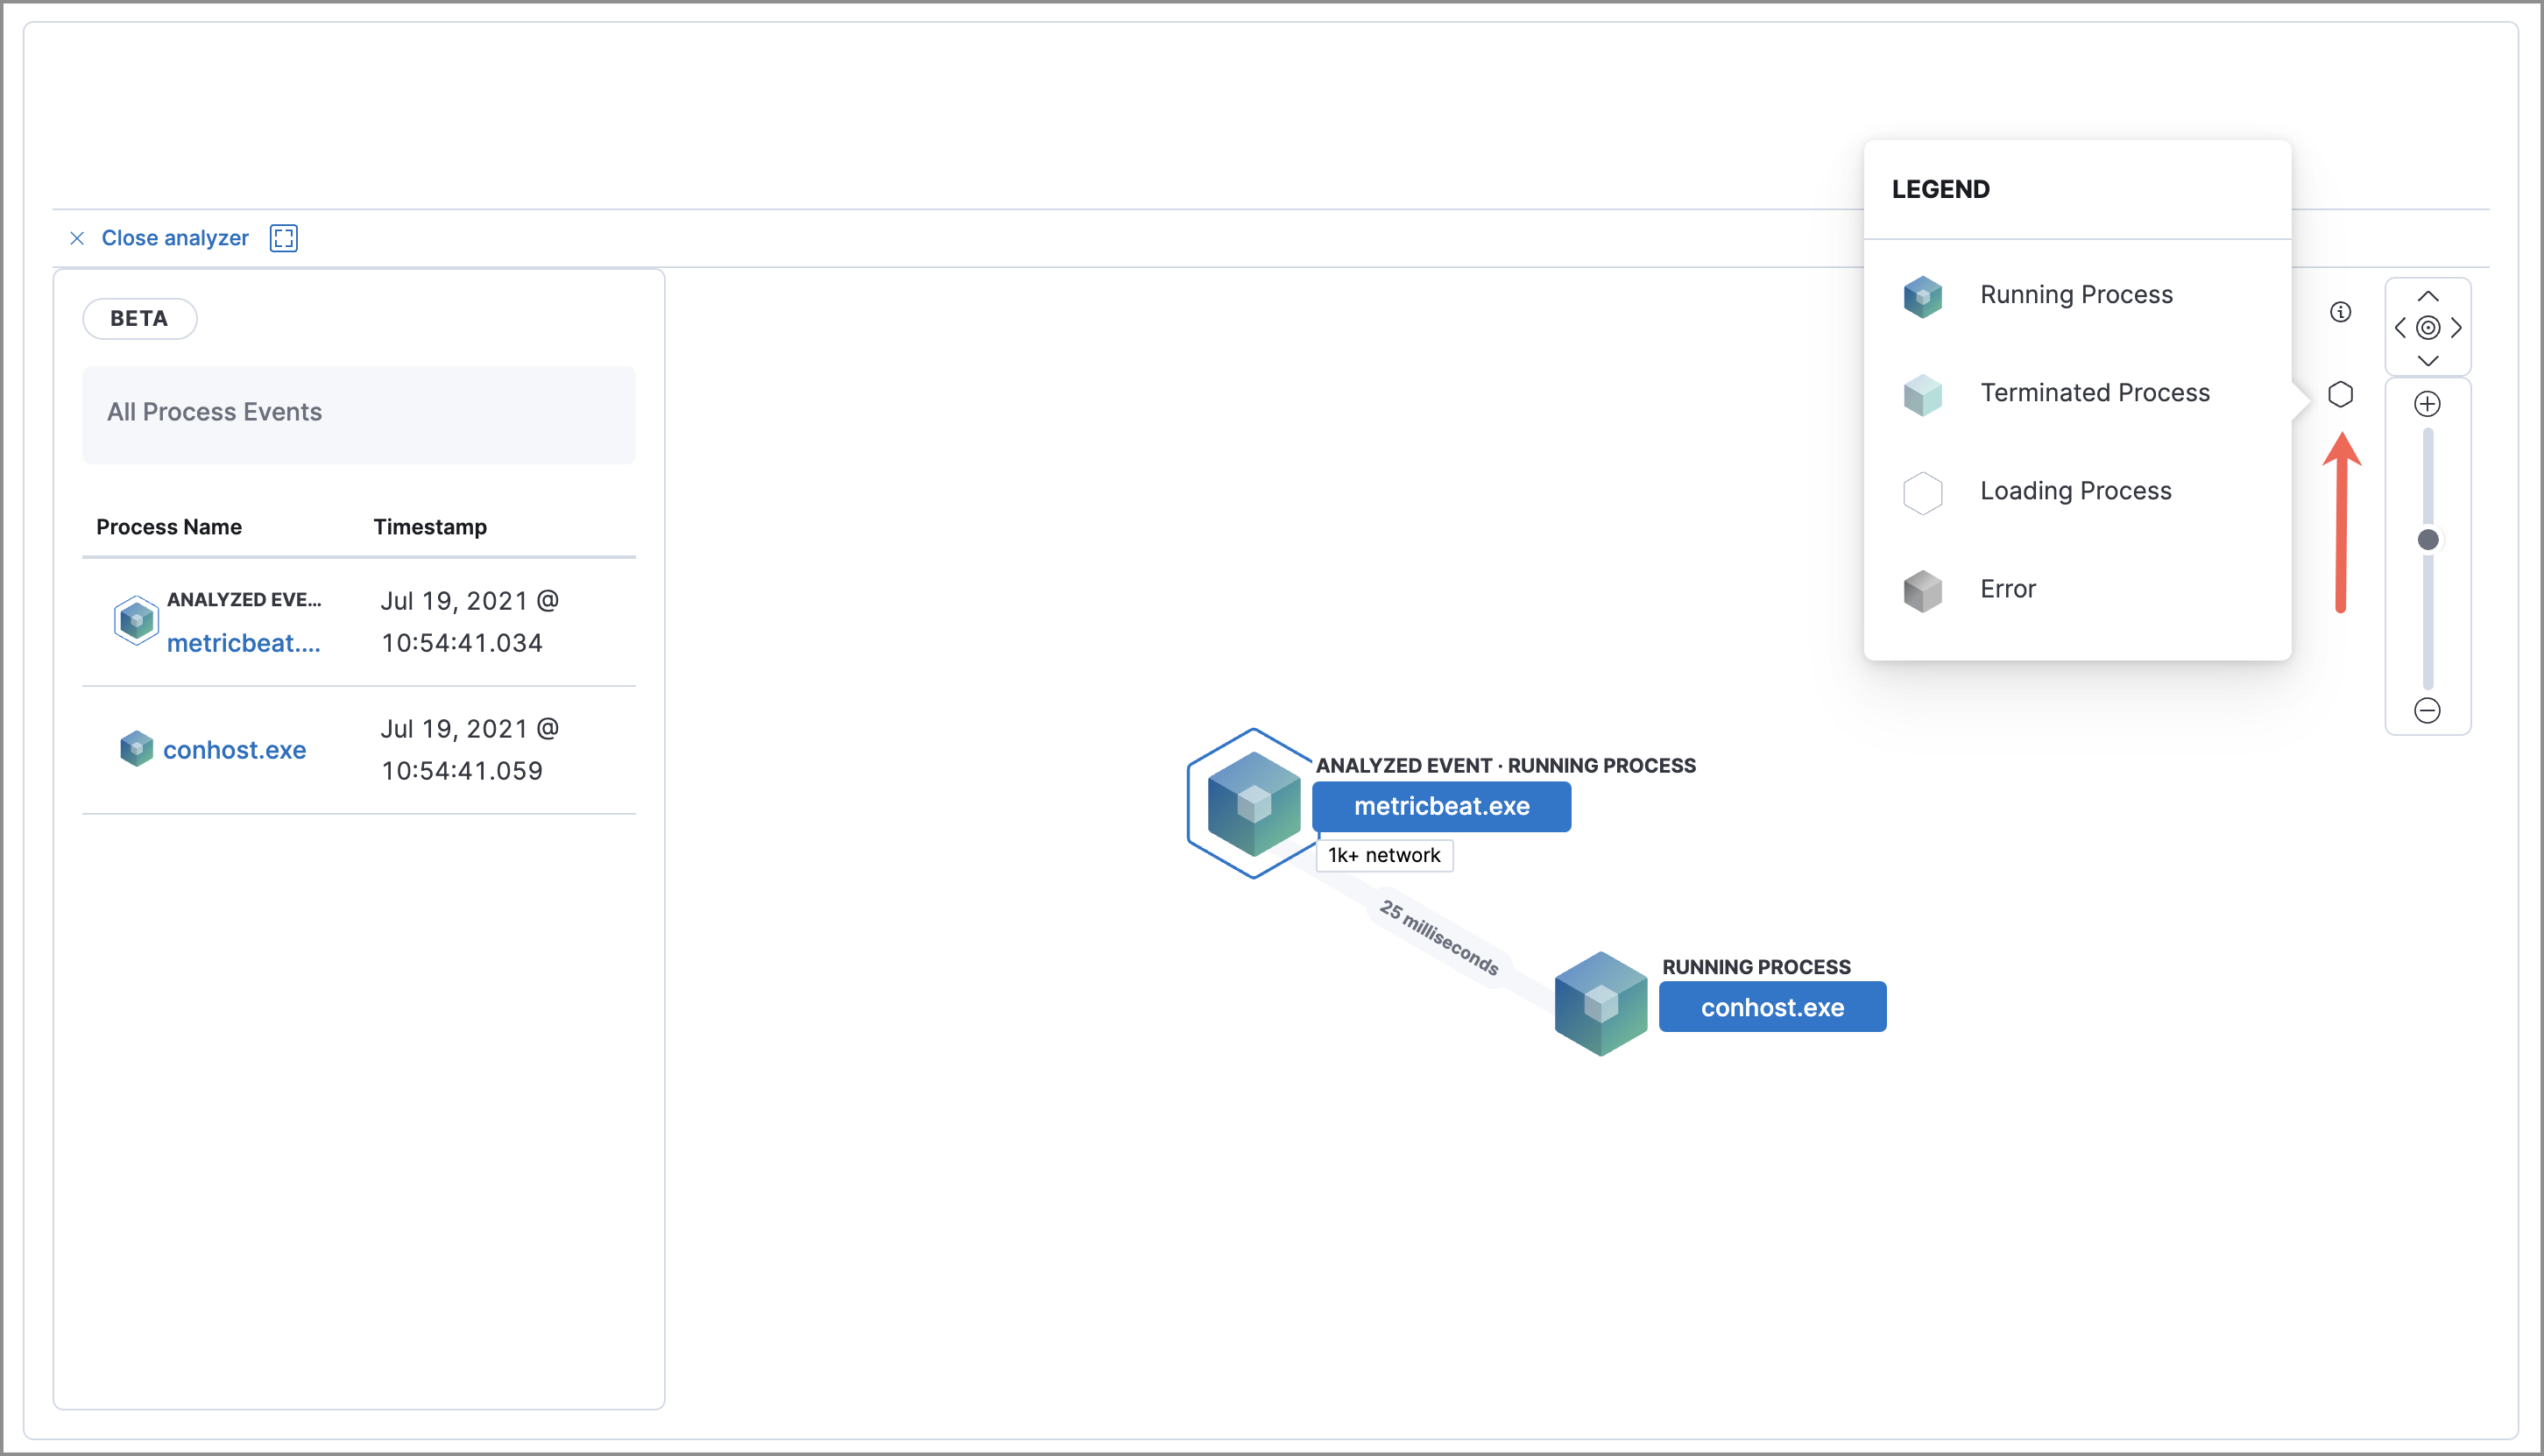 LEGEND
Close analyzer
Running Process
Terminated Process
Loading Process
Error
BETA
All Process Events
Process Name Timestamp
ANALYZED EVE...
metricbeat....
Jul 19, 2021 @
10:54:41.034
conhost.exe
Jul 19, 2021 @
10:54:41.059
ANALYZED EVENT · RUNNING PROCESS
metricbeat.exe
1k+ network
25 milliseconds
RUNNING PROCESS
conhost.exe